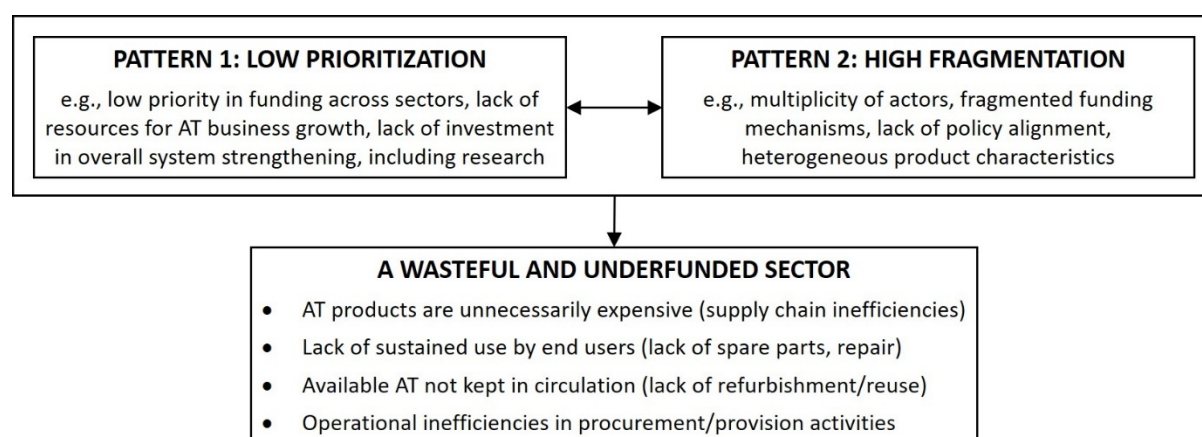 PATTERN 1: LOW PRIORITIZATION
e.g., low priority in funding across sectors, lack of
resources for AT business growth, lack of investment
in overall system strengthening, including research
PATTERN 2: HIGH FRAGMENTATION
e.g., multiplicity of actors, fragmented funding
mechanisms, lack of policy alignment,
heterogeneous product characteristics
A WASTEFUL AND UNDERFUNDED SECTOR
• AT products are unnecessarily expensive (supply chain inefficiencies)
• Lack of sustained use by end users (lack of spare parts, repair)
• Available AT not kept in circulation (lack of refurbishment/reuse)
• Operational inefficiencies in procurement/provision activities